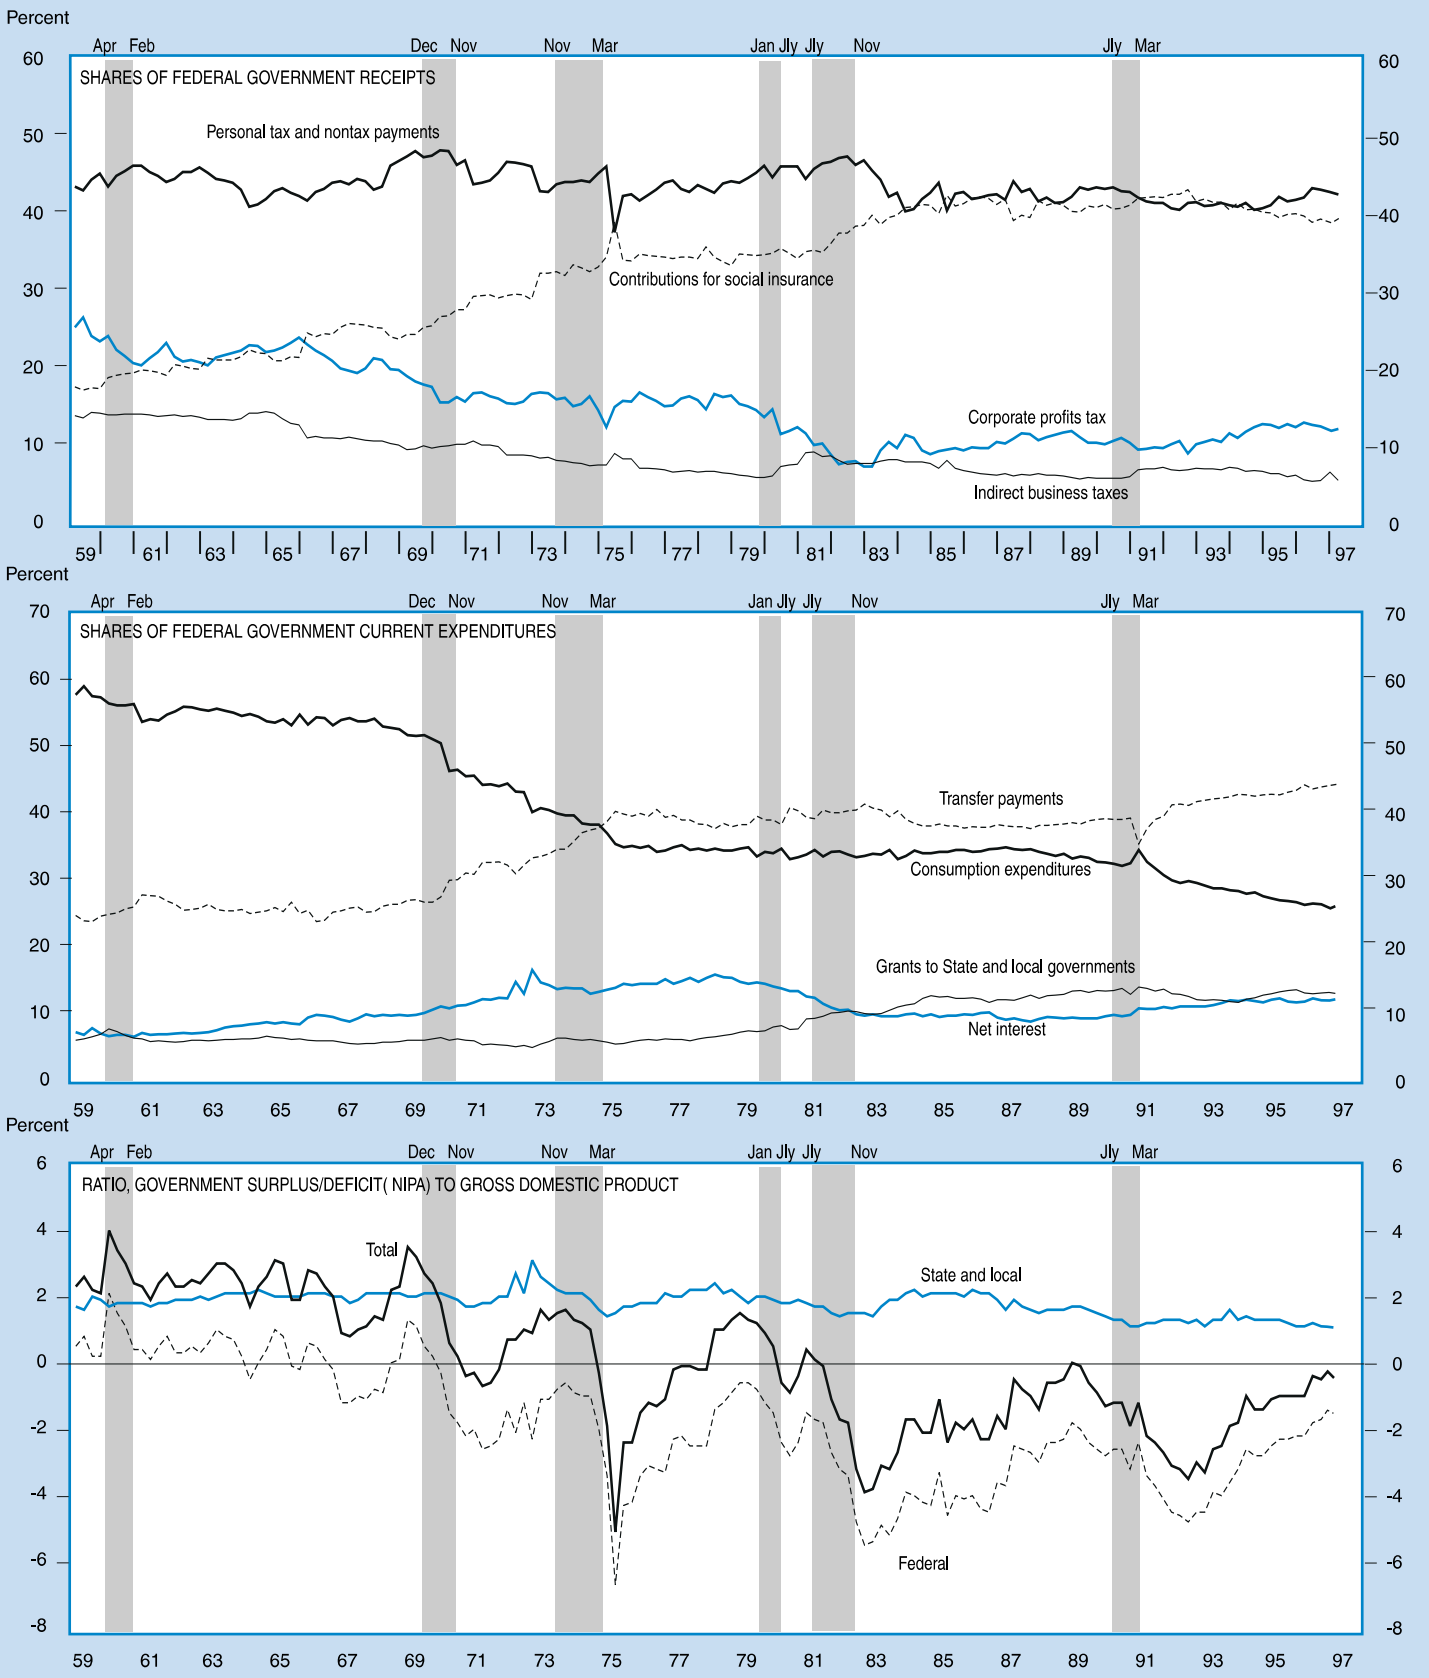 Percent
Apr Feb Dec Nov Nov Mar Jan Jly Jly Nov Jly Mar
60 60
SHARES OF FEDERAL GOVERNMENT RECEIPTS
Personal tax and nontax payments
50 50
40 40
Contributions for social insurance
30 30
20 20
Corporate profits tax
10 10
Indirect business taxes
0 0
59 61 63 65 67 69 71 73 75 77 79 81 83 85 87 89 91 93 95 97
Percent
Apr Feb Dec Nov Nov Mar Jan Jly Jly Nov Jly Mar
70 70
SHARES OF FEDERAL GOVERNMENT CURRENT EXPENDITURES
60 60
50 50
Transfer payments
40 40
Consumption expenditures
30 30
20 20
Grants to State and local governments
10 10
Net interest
0 0
59 61 63 65 67 69 71 73 75 77 79 81 83 85 87 89 91 93 95 97
Percent
Apr Feb Dec Nov Nov Mar Jan Jly Jly Nov Jly Mar
6 6
RATIO, GOVERNMENT SURPLUS/DEFICIT( NIPA) TO GROSS DOMESTIC PRODUCT
4 4
Total
State and local
2 2
0 0
-2 -2
-4 -4
-6 -6
Federal
-8 -8
59 61 63 65 67 69 71 73 75 77 79 81 83 85 87 89 91 93 95 97